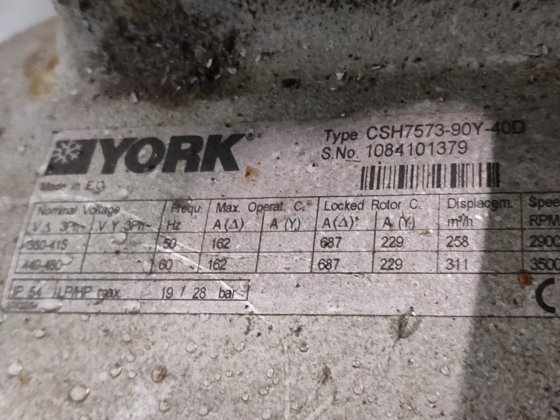 YORK®
Type CSH7573-90Y-40D
S.No. 1084101379
Made in E.G.
Nominal Voltage Frequ. Max. Operat. C.* Locked Rotor C. Displacem. Speed
V Δ 3Ph~ V Y 3Ph~ Hz A (Δ) A (Y) A (Δ)* A (Y) m³/h RPM
380-415 50 162 687 229 258 2900
440-480 60 162 687 229 311 3500
IP 54 LP/HP max. 19 / 28 bar